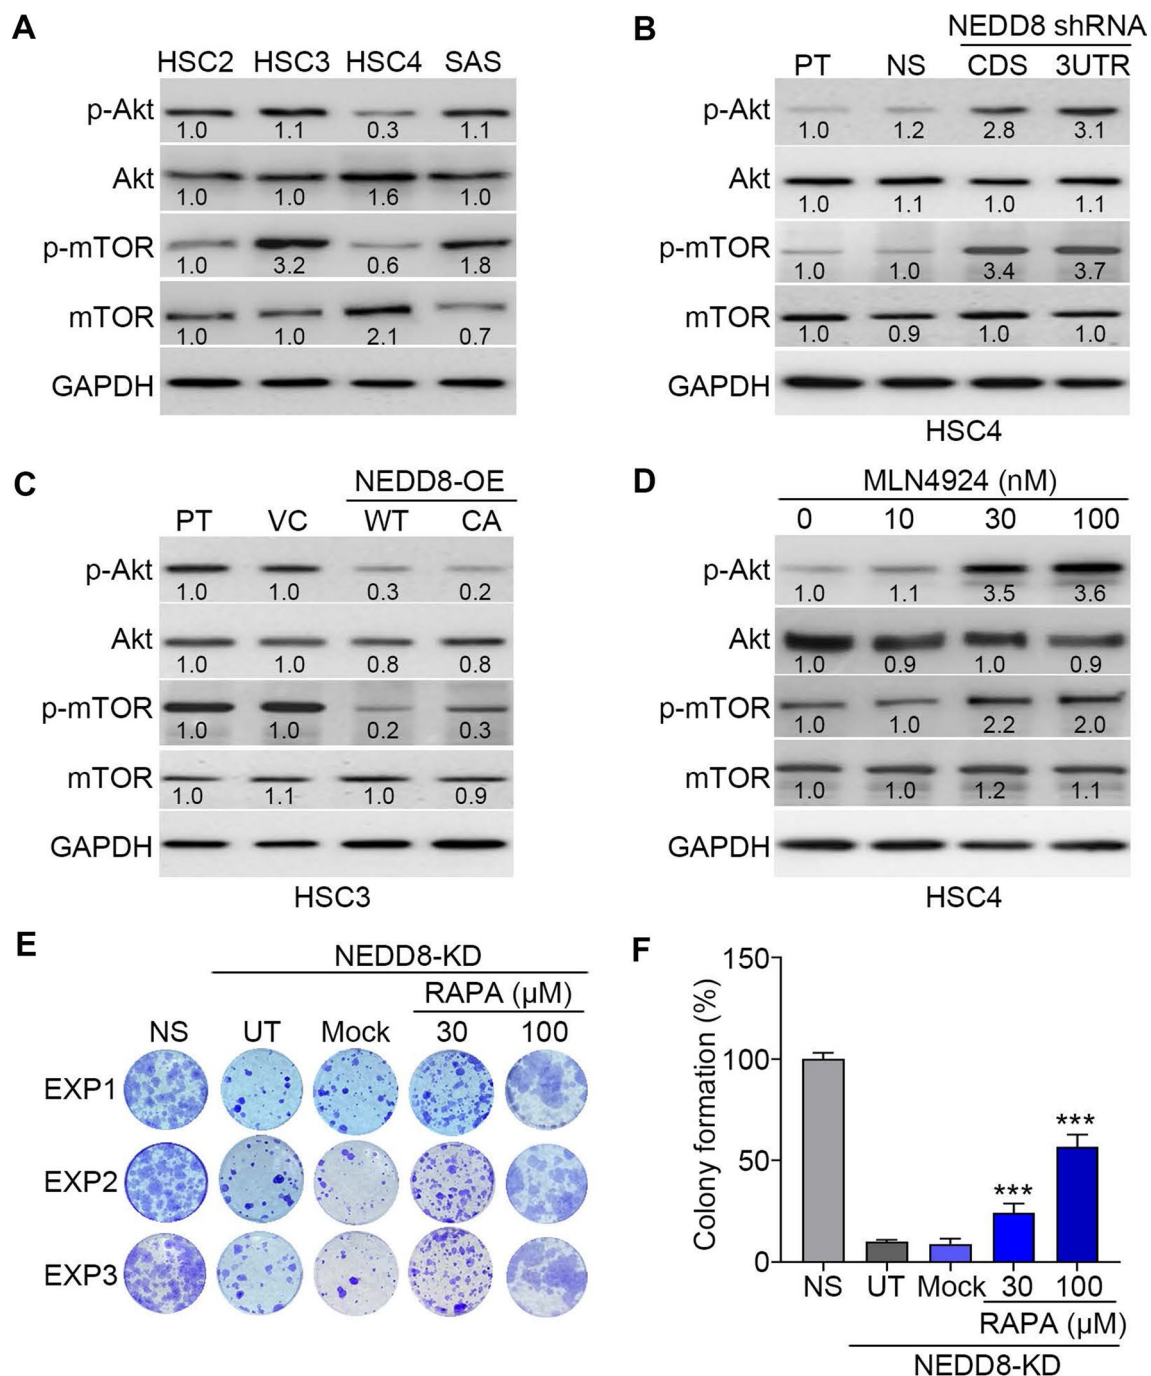 A
HSC2 HSC3 HSC4 SAS
p-Akt
1.0 1.1 0.3 1.1
Akt
1.0 1.0 1.6 1.0
p-mTOR
1.0 3.2 0.6 1.8
mTOR
1.0 1.0 2.1 0.7
GAPDH
B
NEDD8 shRNA
PT NS CDS 3UTR
p-Akt
1.0 1.2 2.8 3.1
Akt
1.0 1.1 1.0 1.1
p-mTOR
1.0 1.0 3.4 3.7
mTOR
1.0 0.9 1.0 1.0
GAPDH
HSC4
C
NEDD8-OE
PT VC WT CA
p-Akt
1.0 1.0 0.3 0.2
Akt
1.0 1.0 0.8 0.8
p-mTOR
1.0 1.0 0.2 0.3
mTOR
1.0 1.1 1.0 0.9
GAPDH
HSC3
D
MLN4924 (nM)
0 10 30 100
p-Akt
1.0 1.1 3.5 3.6
Akt
1.0 0.9 1.0 0.9
p-mTOR
1.0 1.0 2.2 2.0
mTOR
1.0 1.0 1.2 1.1
GAPDH
HSC4
E
NEDD8-KD
RAPA (µM)
NS UT Mock 30 100
EXP1
EXP2
EXP3
F
Colony formation (%)
150
100
50
0
*** ***
NS UT Mock 30 100
RAPA (µM)
NEDD8-KD